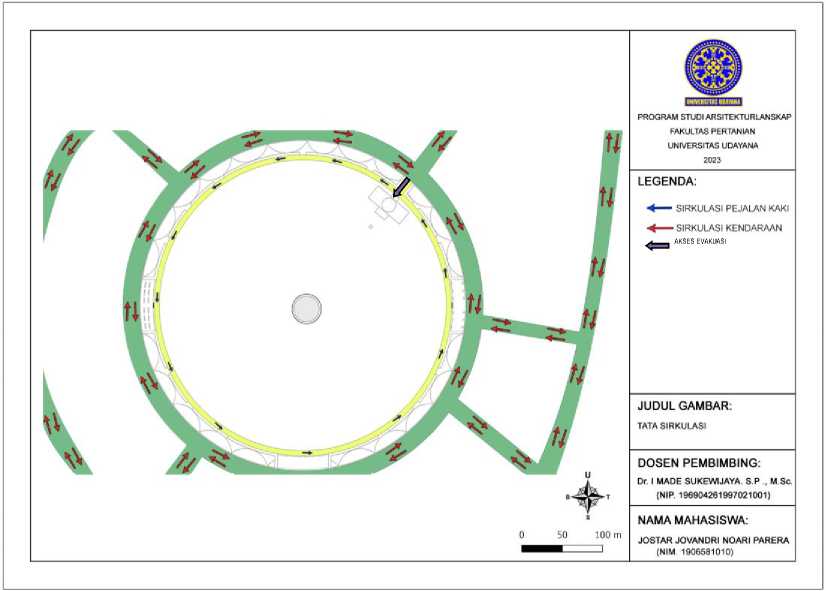 UNIVERSITAS UDAYANA
PROGRAM STUDI ARSITEKTURLANSKAP
FAKULTAS PERTANIAN
UNIVERSITAS UDAYANA
2023
LEGENDA:
SIRKULASI PEJALAN KAKI
SIRKULASI KENDARAAN
AKSES EVAKUASI
JUDUL GAMBAR:
TATA SIRKULASI
DOSEN PEMBIMBING:
Dr. I MADE SUKEWIJAYA. S.P ., M.Sc.
(NIP. 196904261997021001)
NAMA MAHASISWA:
JOSTAR JOVANDRI NOARI PARERA
(NIM 1906581010)
U
B T
S
0 50 100 m